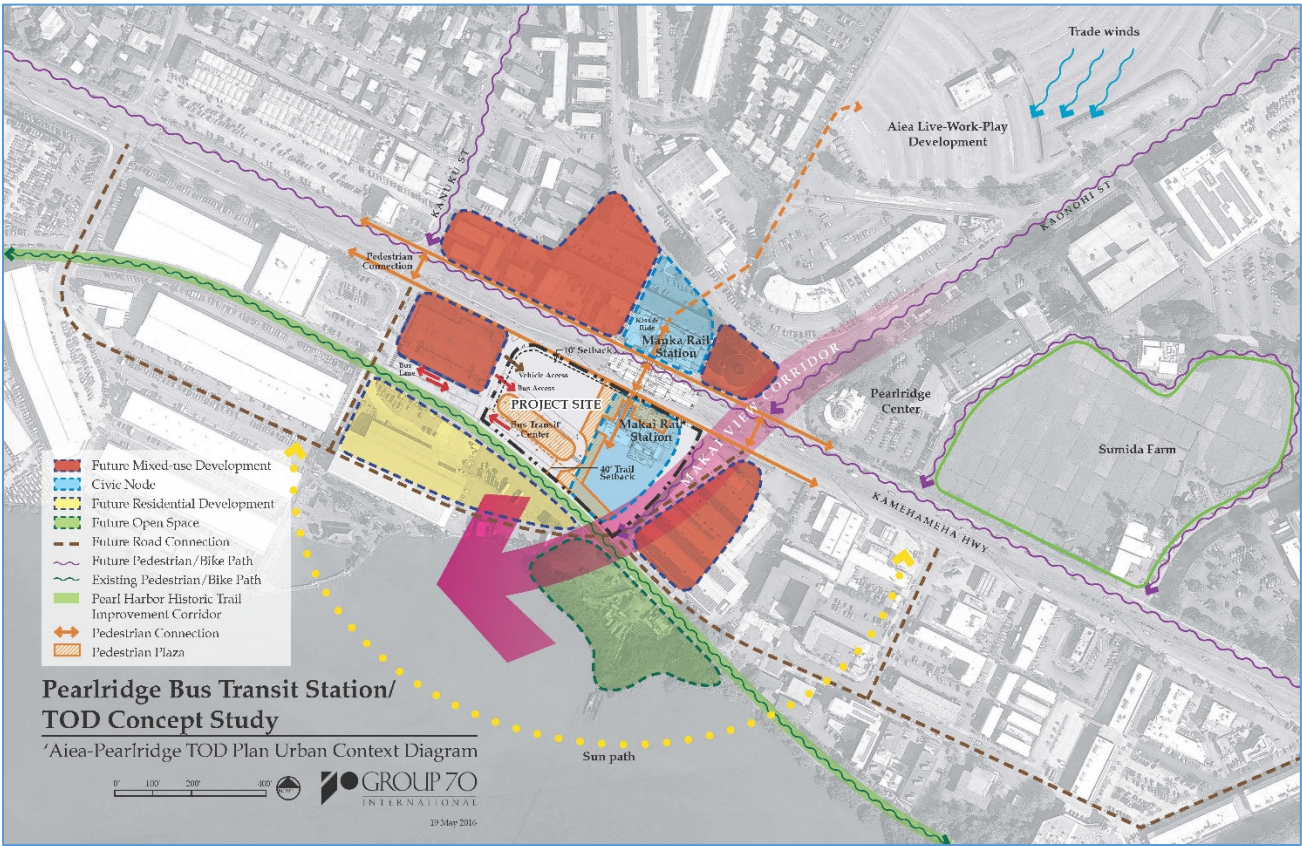 Trade winds
Aiea Live-Work-Play
Development
KANUKU ST
KAONOHI ST
Pedestrian
Connection
Kiss &
Ride
Mauka Rail
Station
10' Setback
Vehicle Access
Bus
Lane
Bus Access
PROJECT SITE
Bus Transit
Center
Makai Rail
Station
MAKAI VIEW CORRIDOR
40' Trail
Setback
Pearlridge
Center
Sumida Farm
KAMEHAMEHA HWY
Future Mixed-use Development
Civic Node
Future Residential Development
Future Open Space
Future Road Connection
Future Pedestrian/Bike Path
Existing Pedestrian/Bike Path
Pearl Harbor Historic Trail
Improvement Corridor
Pedestrian Connection
Pedestrian Plaza
Pearlridge Bus Transit Station/
TOD Concept Study
'Aiea-Pearlridge TOD Plan Urban Context Diagram
Sun path
0' 100' 200' 400'
GROUP 70
INTERNATIONAL
19 May 2016